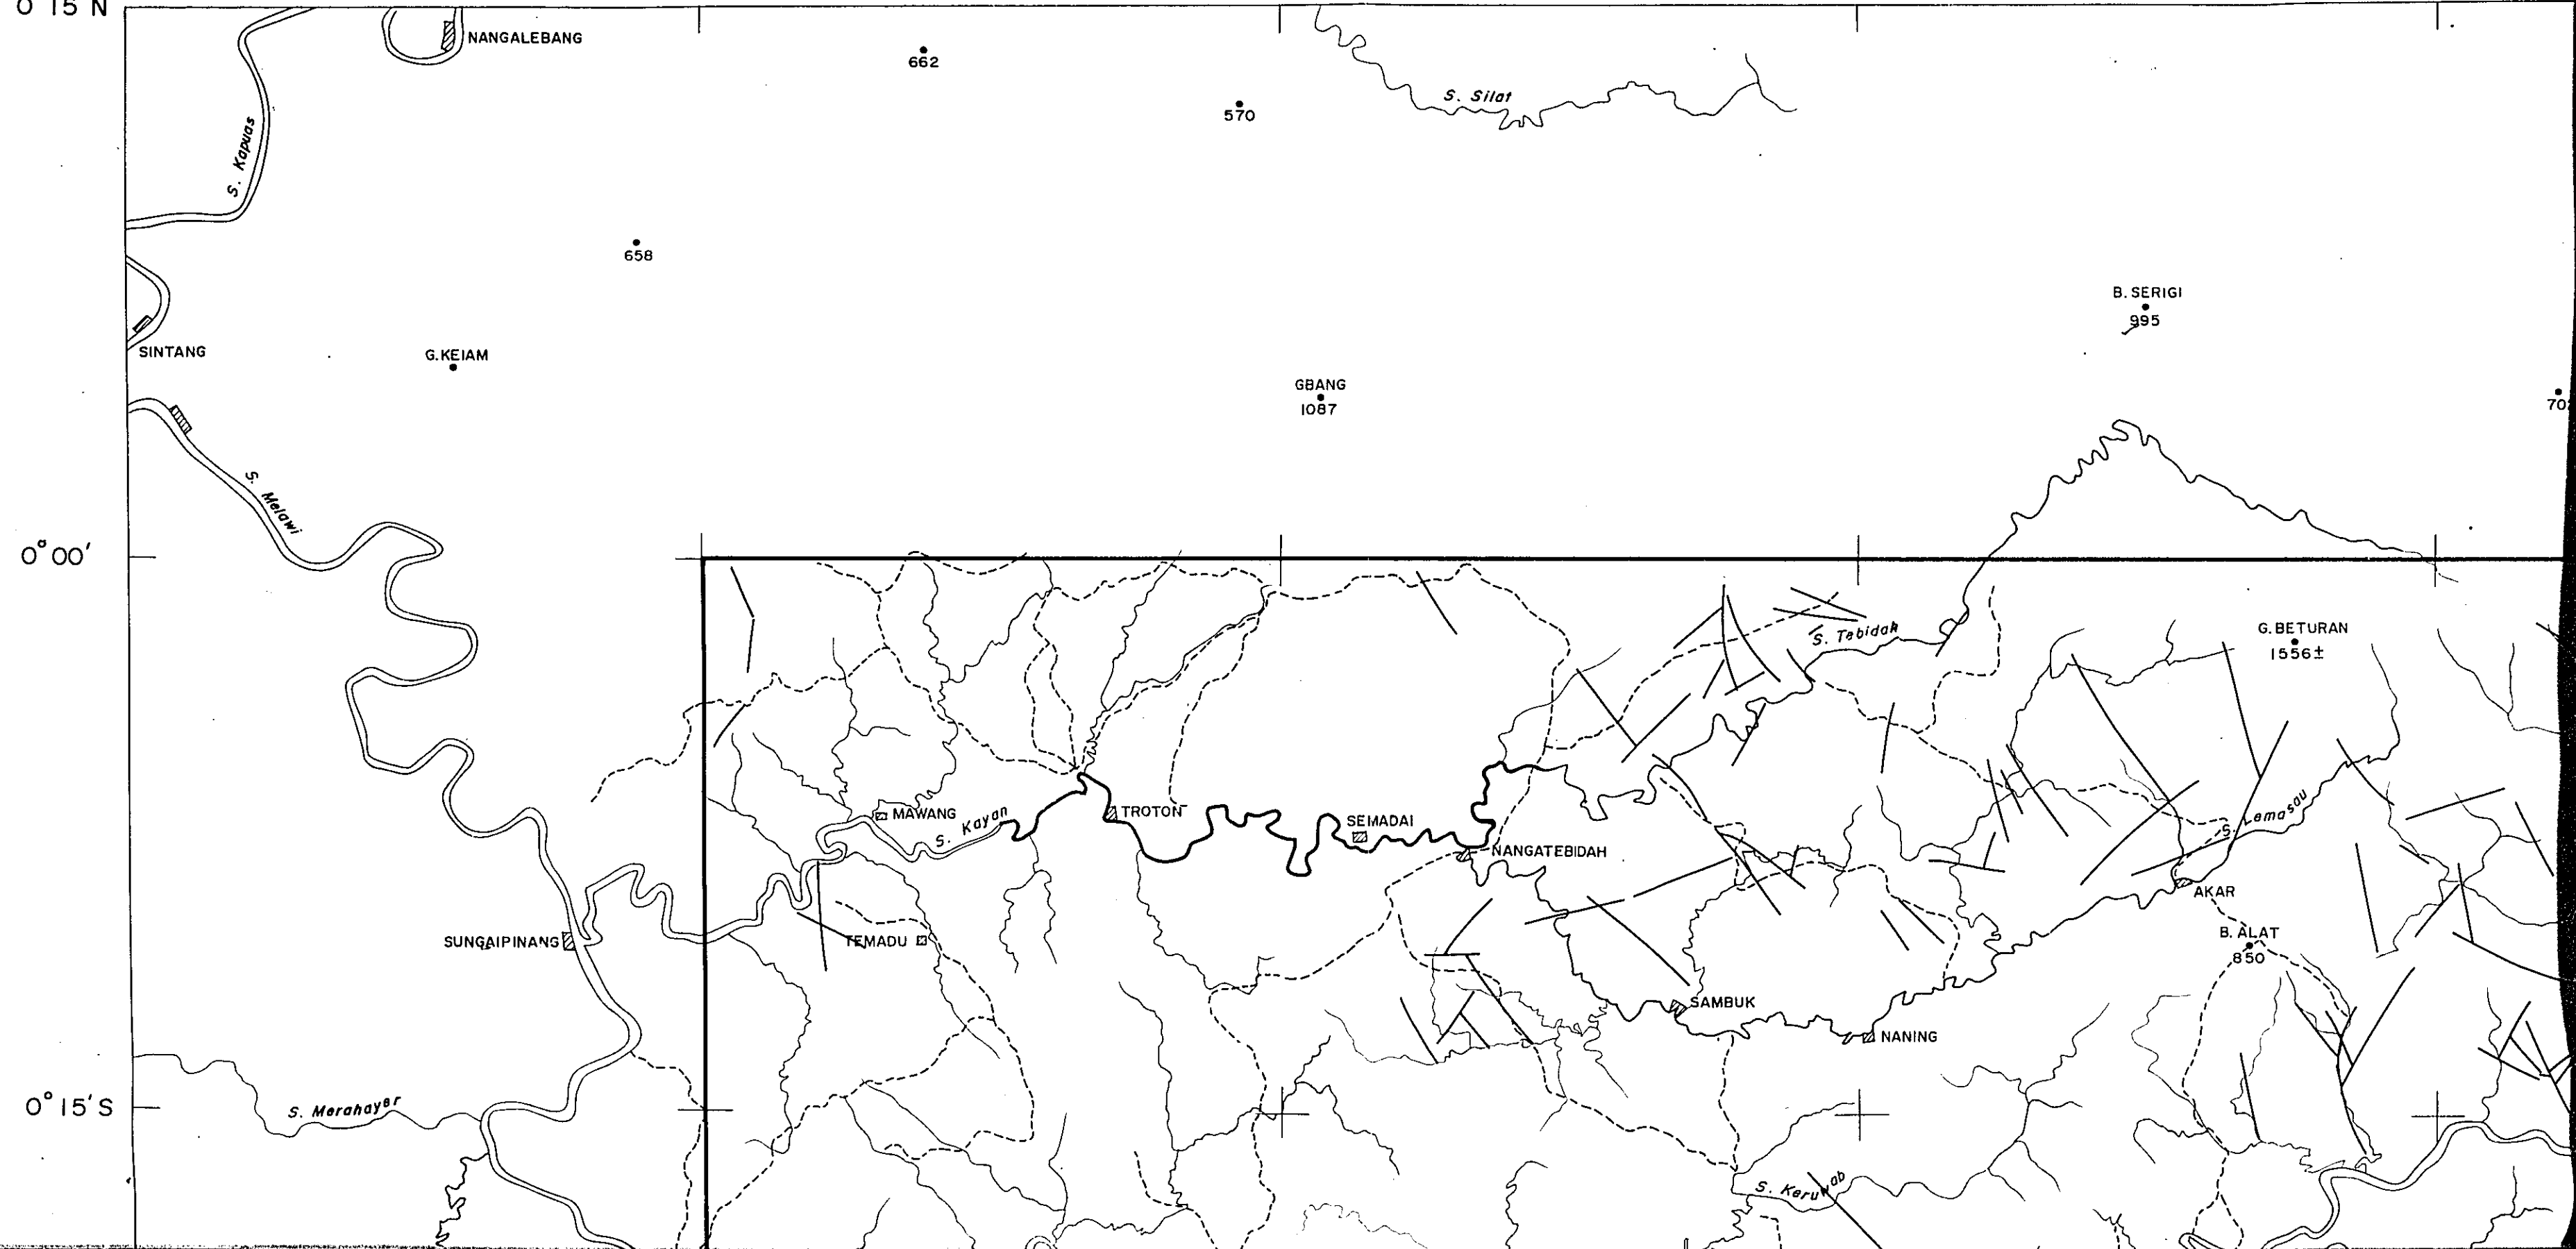 0 15 N
NANGALEBANG
662
S. Silat
570
S. Kapuas
658
B. SERIGI
995
SINTANG
G. KEIAM
GBANG
1087
S. Melawi
0°00'
S. Tebidah
G. BETURAN
1556±
MAWANG
S. Kayan
TROTON
SEMADAI
NANGATEBIDAH
S. Lemasau
AKAR
SUNGAIPINANG
TEMADU
B. ALAT
850
SAMBUK
NANING
0°15'S
S. Merahayer
S. Keruwab